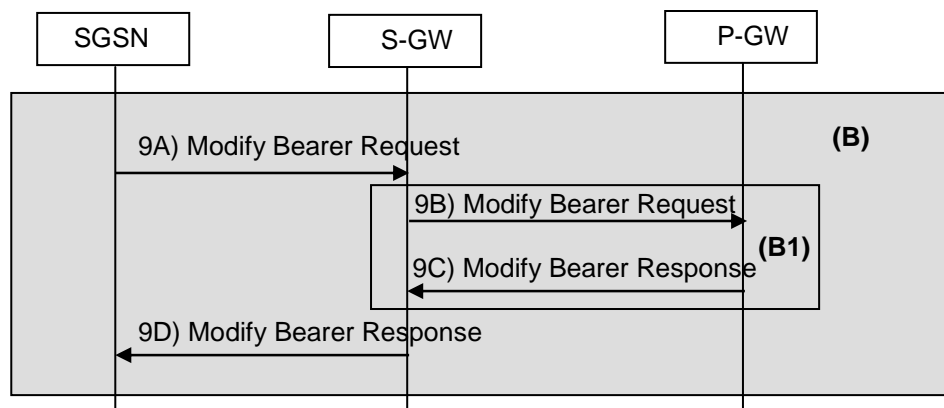 SGSN
S-GW
P-GW
(B)
9A) Modify Bearer Request
9B) Modify Bearer Request
(B1)
9C) Modify Bearer Response
9D) Modify Bearer Response